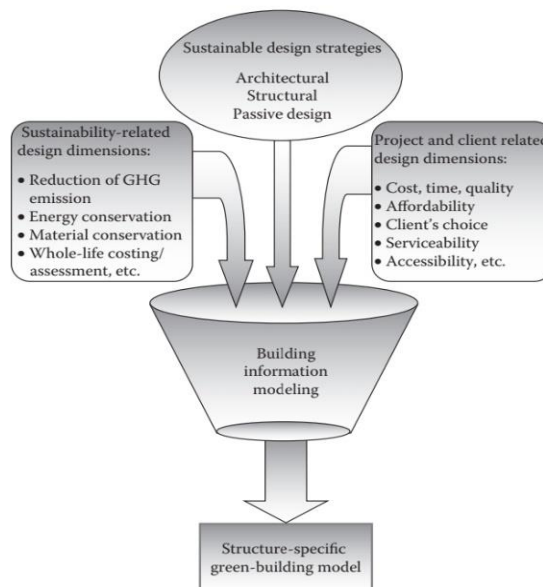 Sustainable design strategies
Architectural
Structural
Passive design
Sustainability-related
design dimensions:
• Reduction of GHG
emission
• Energy conservation
• Material conservation
• Whole-life costing/
assessment, etc.
Project and client related
design dimensions:
• Cost, time, quality
• Affordability
• Client's choice
• Serviceability
• Accessibility, etc.
Building
information
modeling
Structure-specific
green-building model